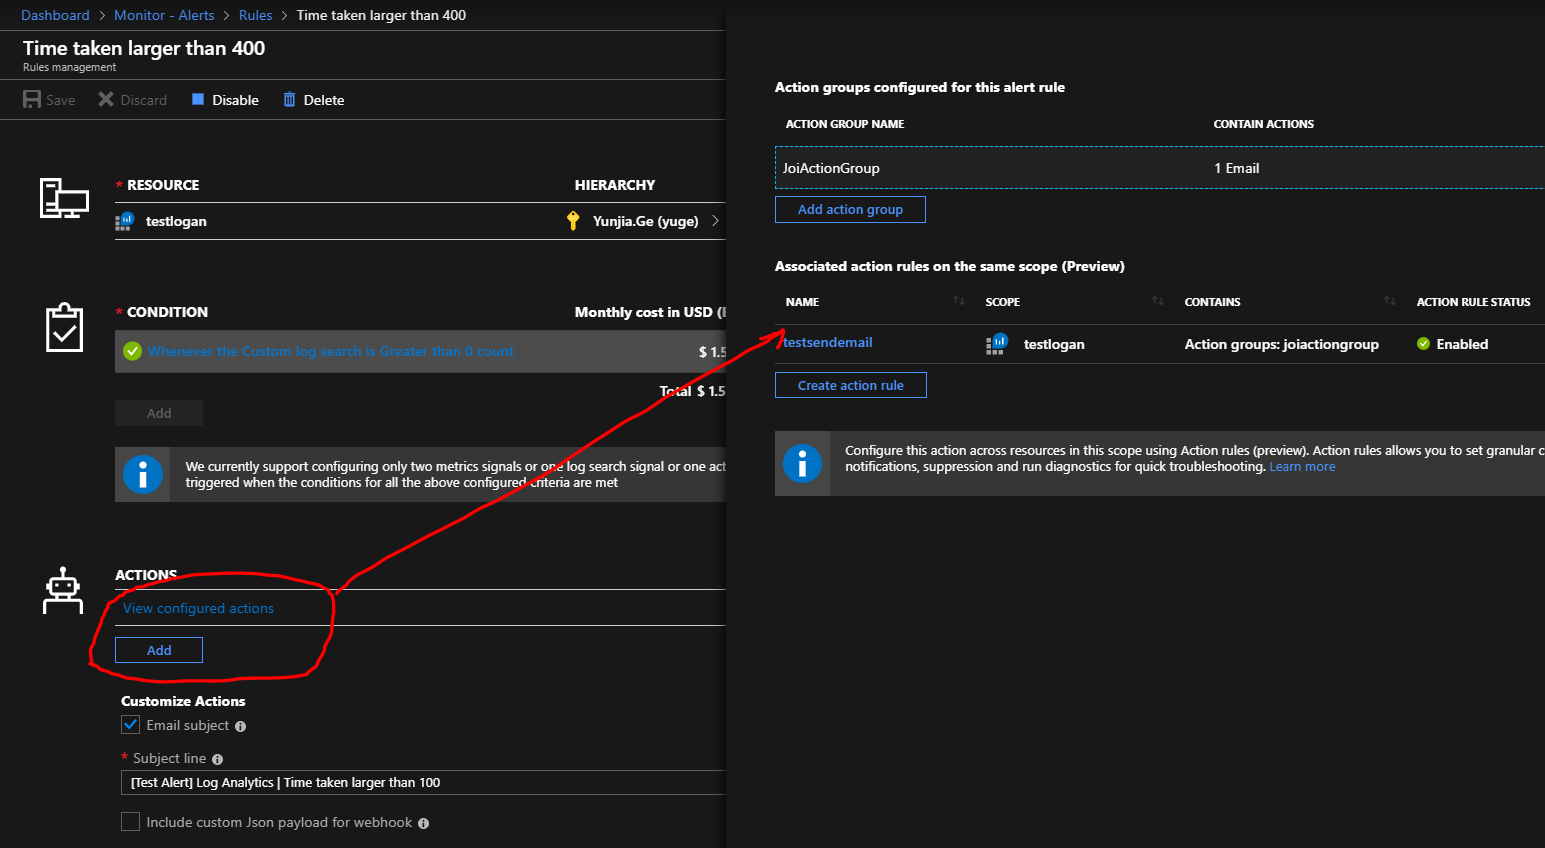 Dashboard > Monitor - Alerts > Rules > Time taken larger than 400
Time taken larger than 400
Rules management
Save Discard Disable Delete
* RESOURCE HIERARCHY
testlogan Yunjia.Ge (yuge) >
* CONDITION Monthly cost in USD (
Whenever the Custom log search is Greater than 0 count $ 1.5
Total $ 1.5
Add
We currently support configuring only two metrics signals or one log search signal or one act
triggered when the conditions for all the above configured criteria are met
ACTIONS
View configured actions
Add
Customize Actions
Email subject
* Subject line
[Test Alert] Log Analytics | Time taken larger than 100
Include custom Json payload for webhook
Action groups configured for this alert rule
ACTION GROUP NAME CONTAIN ACTIONS
JoiActionGroup 1 Email
Add action group
Associated action rules on the same scope (Preview)
NAME SCOPE CONTAINS ACTION RULE STATUS
testsendemail testlogan Action groups: joiactiongroup Enabled
Create action rule
Configure this action across resources in this scope using Action rules (preview). Action rules allows you to set granular c
notifications, suppression and run diagnostics for quick troubleshooting. Learn more